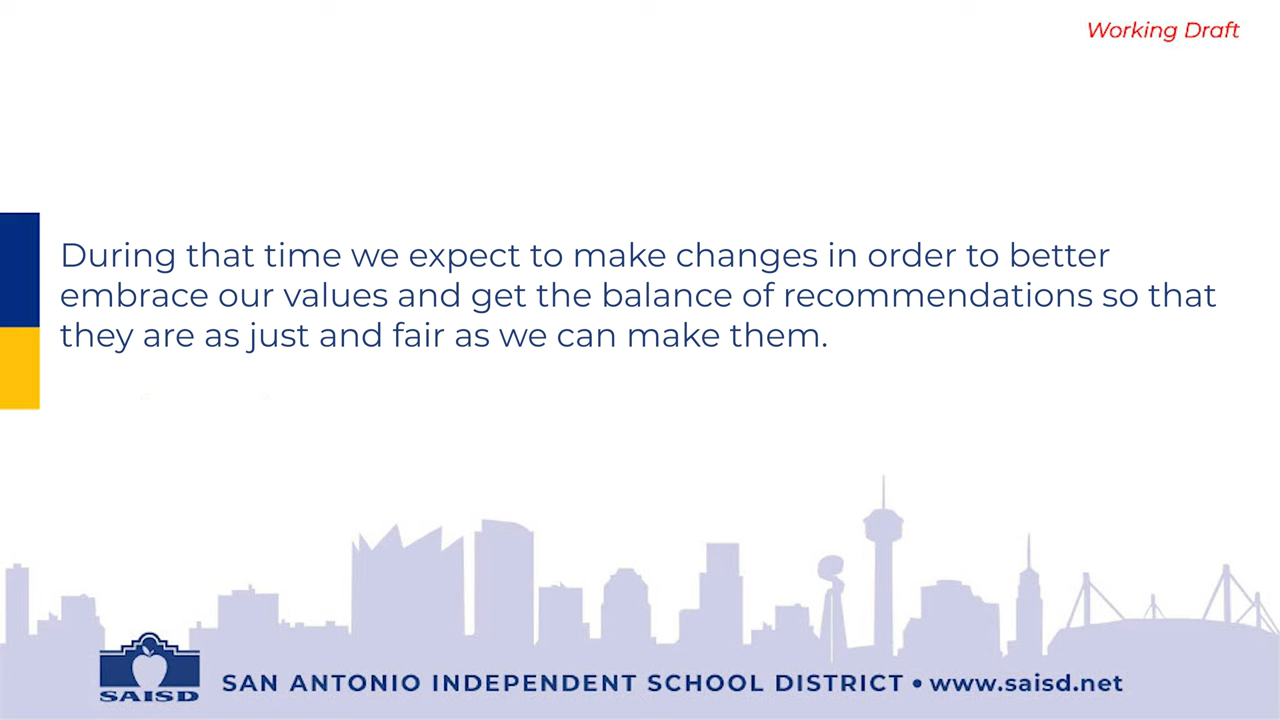 Working Draft
During that time we expect to make changes in order to better
embrace our values and get the balance of recommendations so that
they are as just and fair as we can make them.
SAISD
SAN ANTONIO INDEPENDENT SCHOOL DISTRICT • www.saisd.net